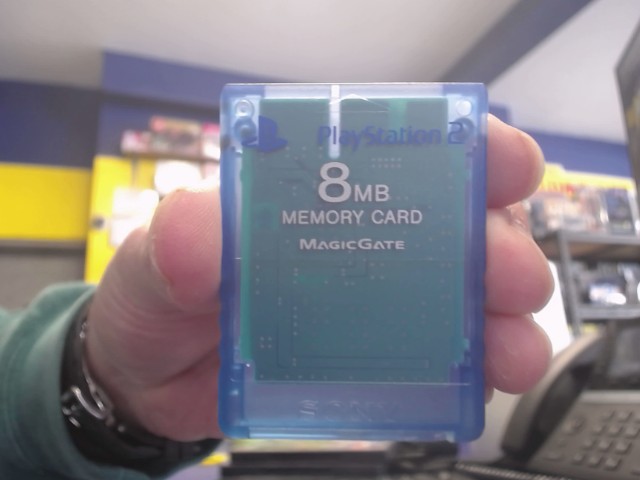 PlayStation 2
8MB
MEMORY CARD
MAGICGATE
SONY